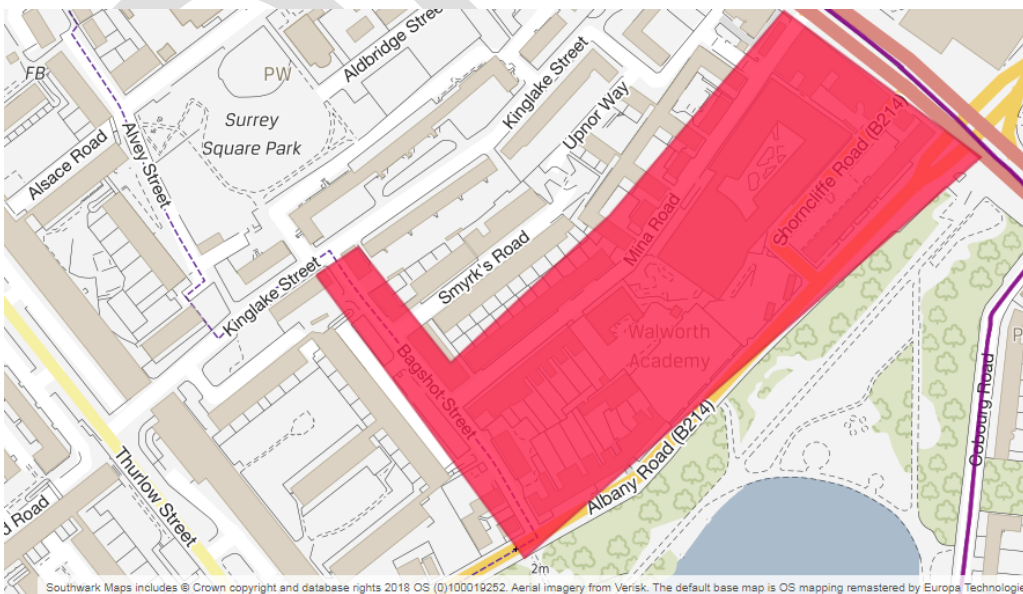 Aldbridge Street
FB
PW
Kinglake Street
Surrey
Square Park
Upnor Way
Alvey Street
Alsace Road
Shorncliffe Road (B214)
Mina Road
Smyrk's Road
Kinglake Street
Walworth
Academy
Bagshot Street
Cobourg Road
Albany Road (B214)
Thurlow Street
Road
2m
Southwark Maps includes © Crown copyright and database rights 2018 OS (0)100019252. Aerial imagery from Verisk. The default base map is OS mapping remastered by Europa Technologie